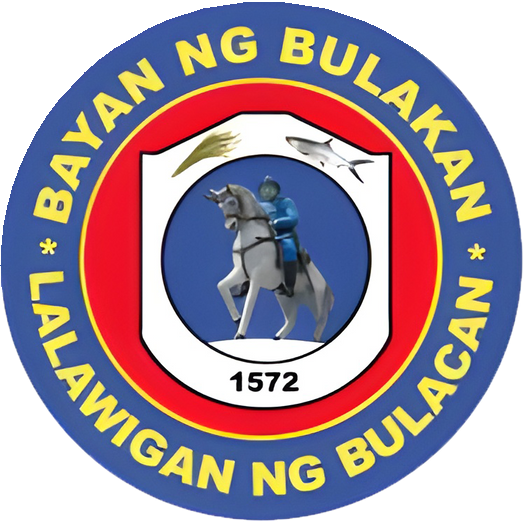 BAYAN NG BULAKAN
1572
* LALAWIGAN NG BULACAN *